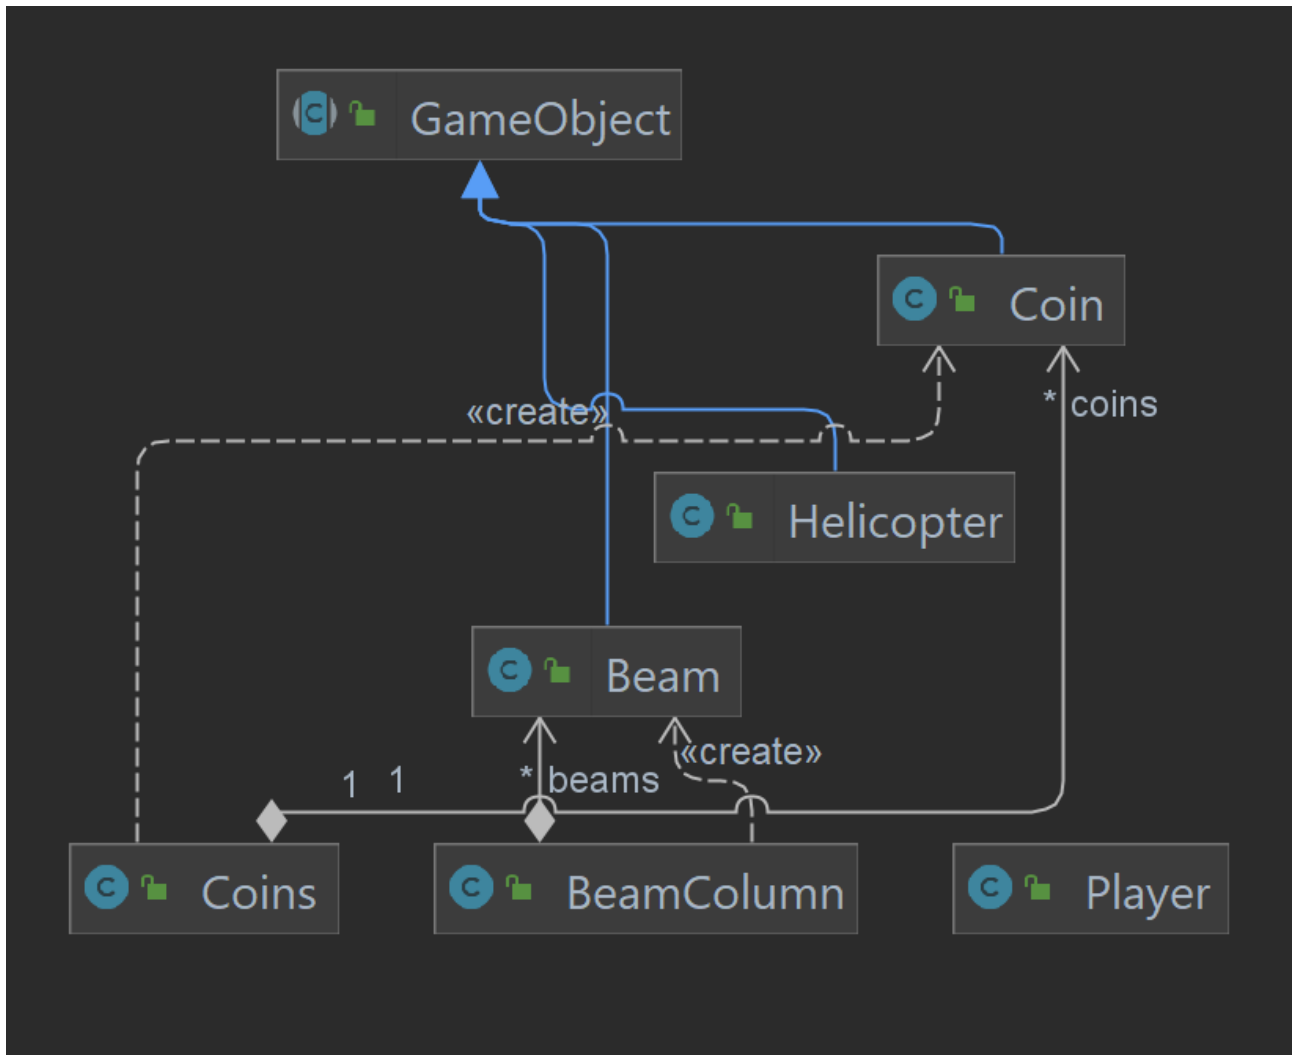 C GameObject
C Coin
* coins
«create»
C Helicopter
C Beam
«create»
* beams
1 1
C Coins
C BeamColumn
C Player